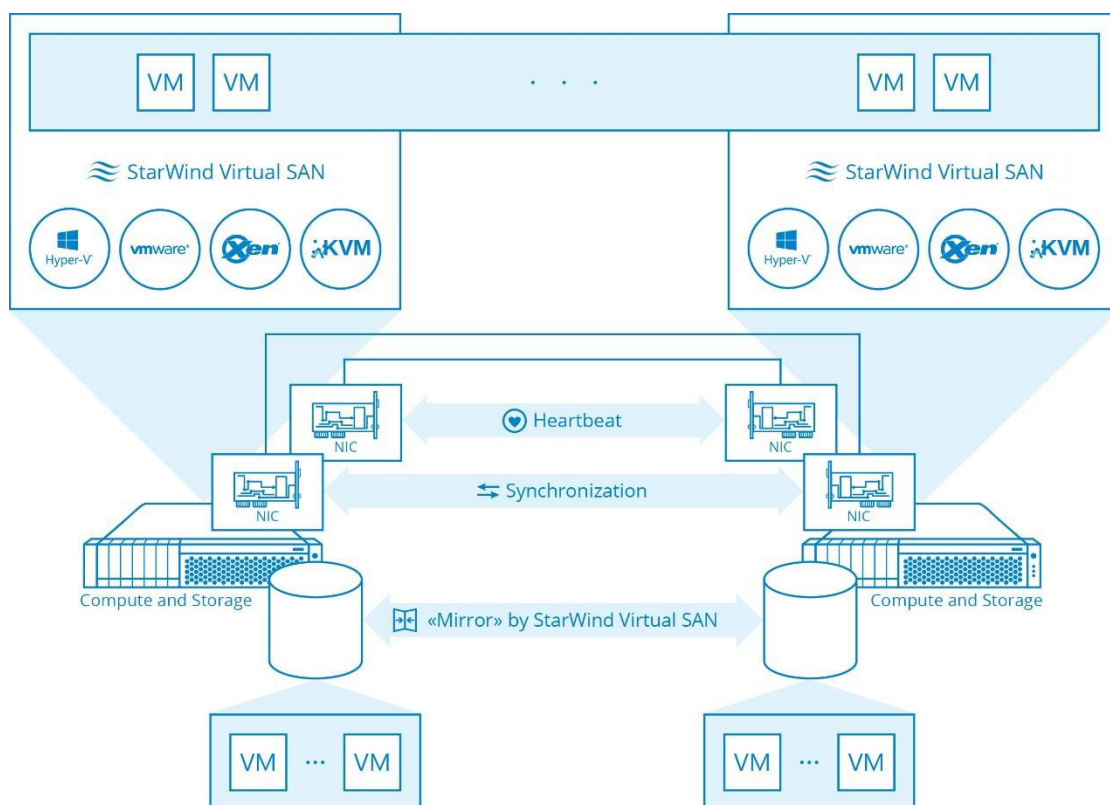 VM VM . . . VM VM
StarWind Virtual SAN StarWind Virtual SAN
Hyper-V vmware® Xen KVM Hyper-V vmware® Xen KVM
Heartbeat
NIC NIC
Synchronization
NIC NIC
Compute and Storage Compute and Storage
«Mirror» by StarWind Virtual SAN
VM ... VM VM ... VM